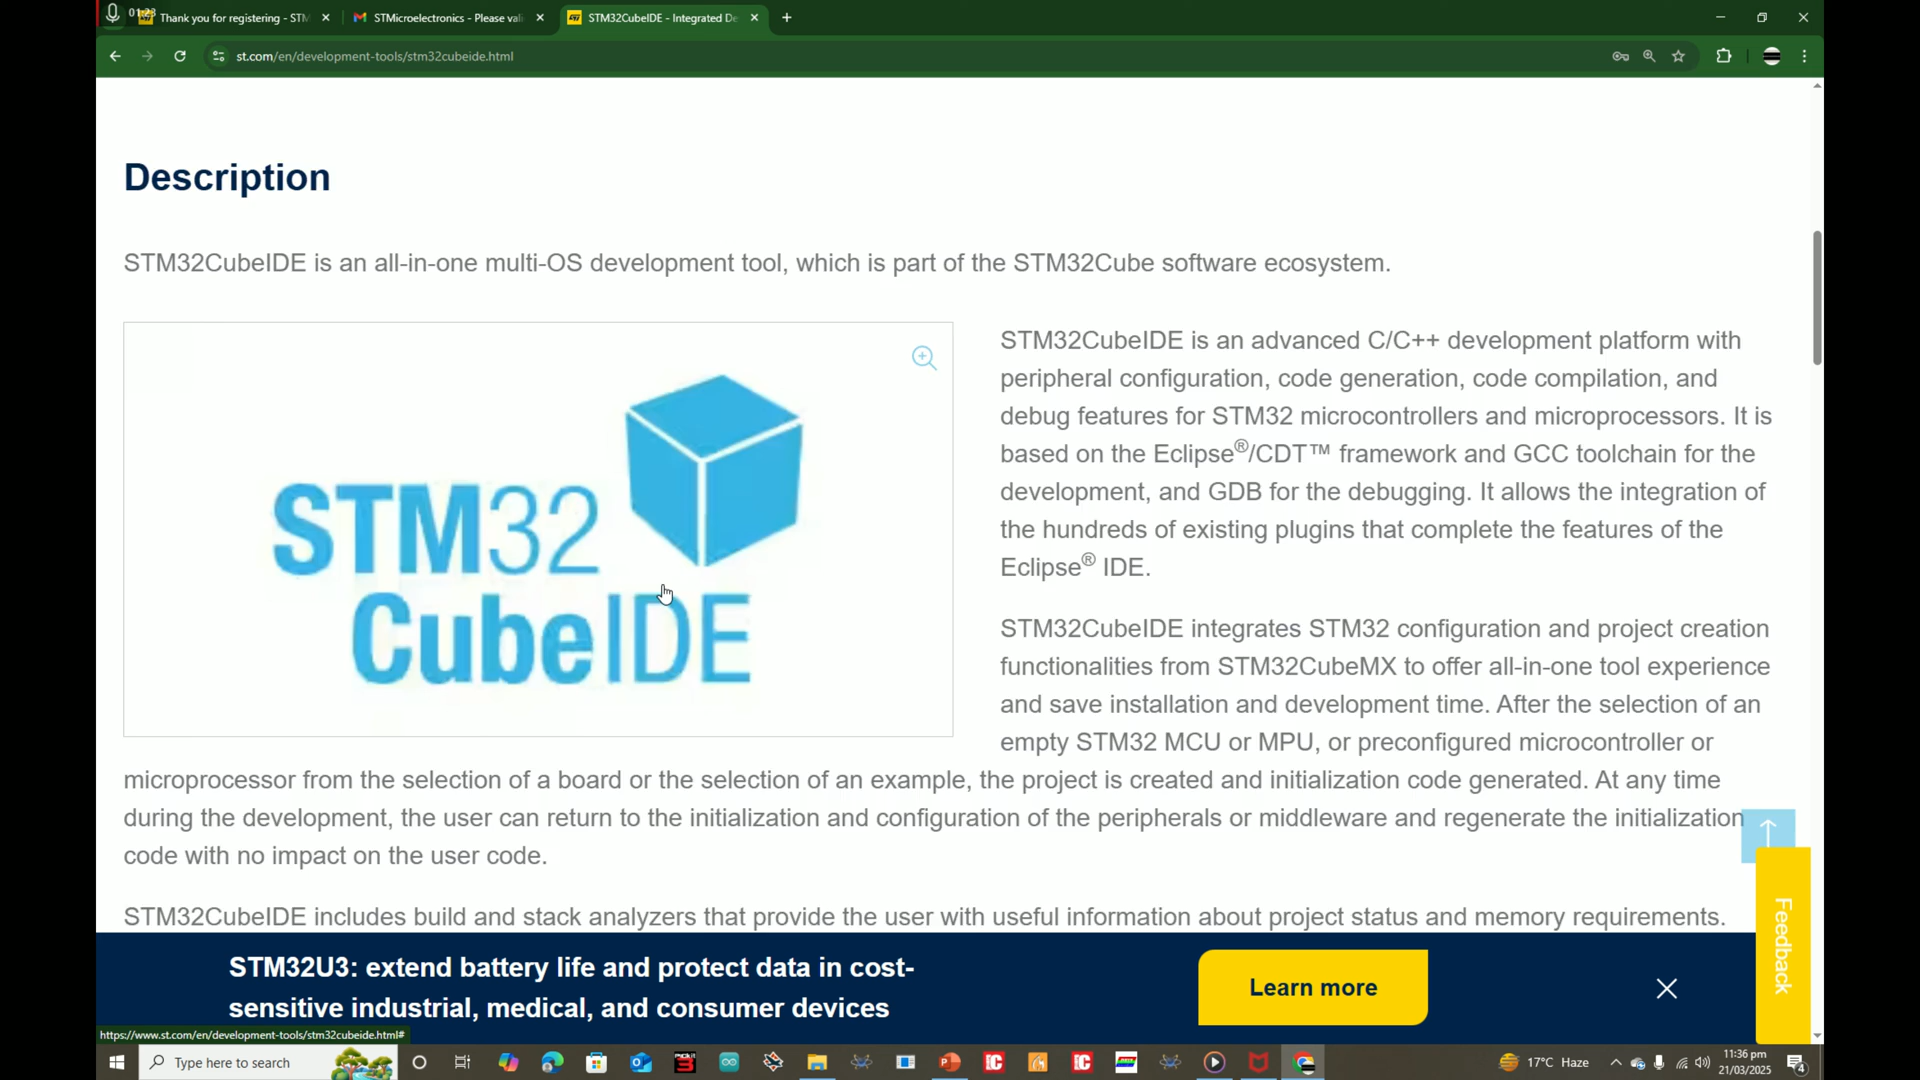 01:23
Thank you for registering - STM
STMicroelectronics - Please vali
STM32CubeIDE - Integrated De
st.com/en/development-tools/stm32cubeide.html
Description
STM32CubeIDE is an all-in-one multi-OS development tool, which is part of the STM32Cube software ecosystem.
STM32
CubeIDE
STM32CubeIDE is an advanced C/C++ development platform with
peripheral configuration, code generation, code compilation, and
debug features for STM32 microcontrollers and microprocessors. It is
based on the Eclipse®/CDT™ framework and GCC toolchain for the
development, and GDB for the debugging. It allows the integration of
the hundreds of existing plugins that complete the features of the
Eclipse® IDE.
STM32CubeIDE integrates STM32 configuration and project creation
functionalities from STM32CubeMX to offer all-in-one tool experience
and save installation and development time. After the selection of an
empty STM32 MCU or MPU, or preconfigured microcontroller or
microprocessor from the selection of a board or the selection of an example, the project is created and initialization code generated. At any time
during the development, the user can return to the initialization and configuration of the peripherals or middleware and regenerate the initialization
code with no impact on the user code.
STM32CubeIDE includes build and stack analyzers that provide the user with useful information about project status and memory requirements.
STM32U3: extend battery life and protect data in cost-
sensitive industrial, medical, and consumer devices
Learn more
Feedback
https://www.st.com/en/development-tools/stm32cubeide.html#
Type here to search
17°C Haze
11:36 pm
21/03/2025
4